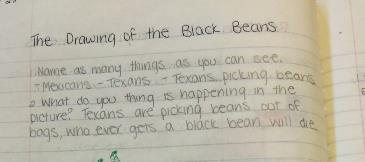 The Drawing of the Black Beans
1 Name as many things as you can see.
- Mexicans - Texans - Texans picking beans
2 What do you thing is happening in the
picture? Texans are picking beans out of
bags, who ever gets a black bean will die